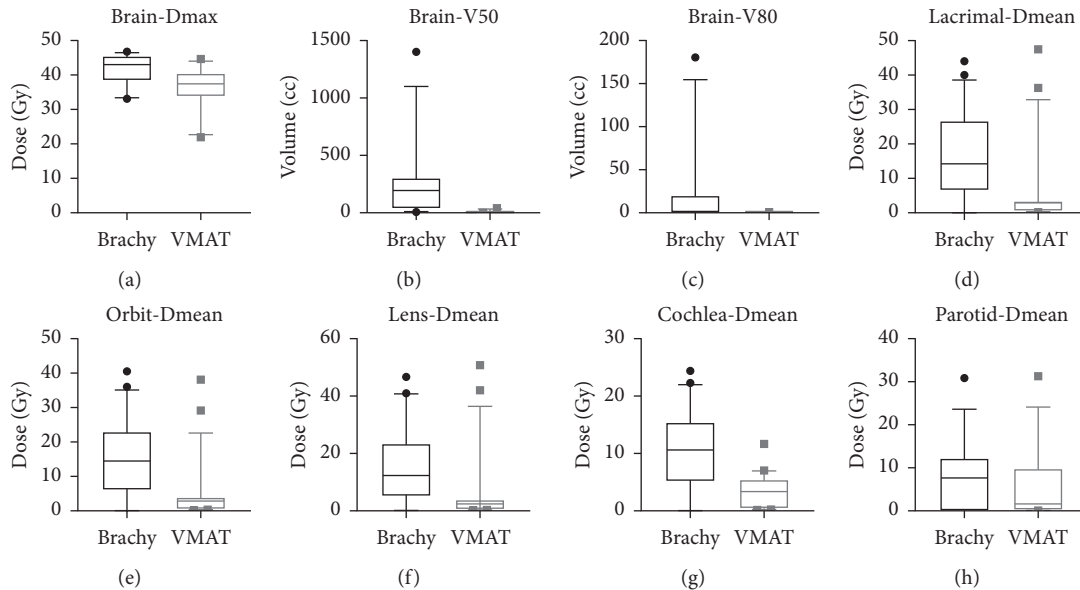 Brain-Dmax
50
40
30
20
10
0
Dose (Gy)
Brachy VMAT
(a)
Brain-V50
1500
1000
500
0
Volume (cc)
Brachy VMAT
(b)
Brain-V80
200
150
100
50
0
Volume (cc)
Brachy VMAT
(c)
Lacrimal-Dmean
50
40
30
20
10
0
Dose (Gy)
Brachy VMAT
(d)
Orbit-Dmean
50
40
30
20
10
0
Dose (Gy)
Brachy VMAT
(e)
Lens-Dmean
60
40
20
0
Dose (Gy)
Brachy VMAT
(f)
Cochlea-Dmean
30
20
10
0
Dose (Gy)
Brachy VMAT
(g)
Parotid-Dmean
40
30
20
10
0
Dose (Gy)
Brachy VMAT
(h)